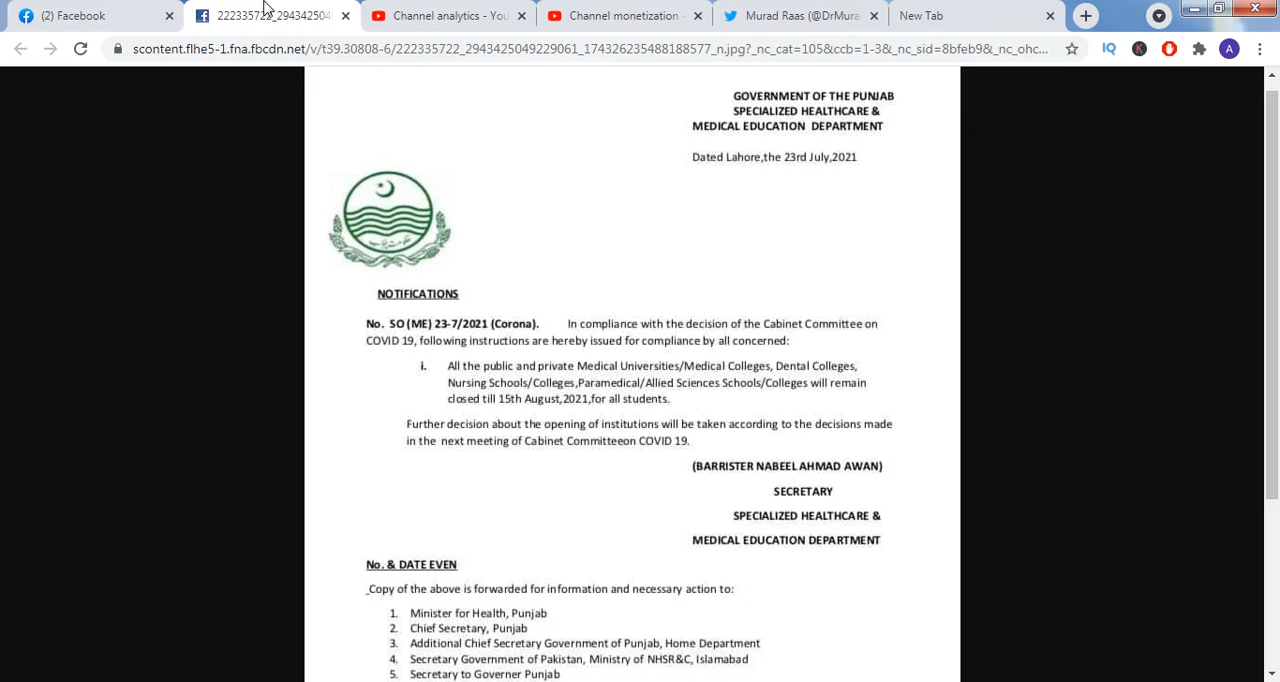 (2) Facebook
222335722_29434250
Channel analytics - You
Channel monetization -
Murad Raas (@DrMura
New Tab
scontent.flhe5-1.fna.fbcdn.net/v/t39.30808-6/222335722_2943425049229061_174326235488188577_n.jpg?_nc_cat=105&ccb=1-3&_nc_sid=8bfeb9&_nc_ohc...
IQ
K
A
GOVERNMENT OF THE PUNJAB
SPECIALIZED HEALTHCARE &
MEDICAL EDUCATION DEPARTMENT
Dated Lahore,the 23rd July,2021
NOTIFICATIONS
No. SO (ME) 23-7/2021 (Corona). In compliance with the decision of the Cabinet Committee on
COVID 19, following instructions are hereby issued for compliance by all concerned:
i. All the public and private Medical Universities/Medical Colleges, Dental Colleges,
Nursing Schools/Colleges,Paramedical/Allied Sciences Schools/Colleges will remain
closed till 15th August,2021,for all students.
Further decision about the opening of institutions will be taken according to the decisions made
in the next meeting of Cabinet Committeeon COVID 19.
(BARRISTER NABEEL AHMAD AWAN)
SECRETARY
SPECIALIZED HEALTHCARE &
MEDICAL EDUCATION DEPARTMENT
No. & DATE EVEN
Copy of the above is forwarded for information and necessary action to:
1. Minister for Health, Punjab
2. Chief Secretary, Punjab
3. Additional Chief Secretary Government of Punjab, Home Department
4. Secretary Government of Pakistan, Ministry of NHSR&C, Islamabad
5. Secretary to Governer Punjab